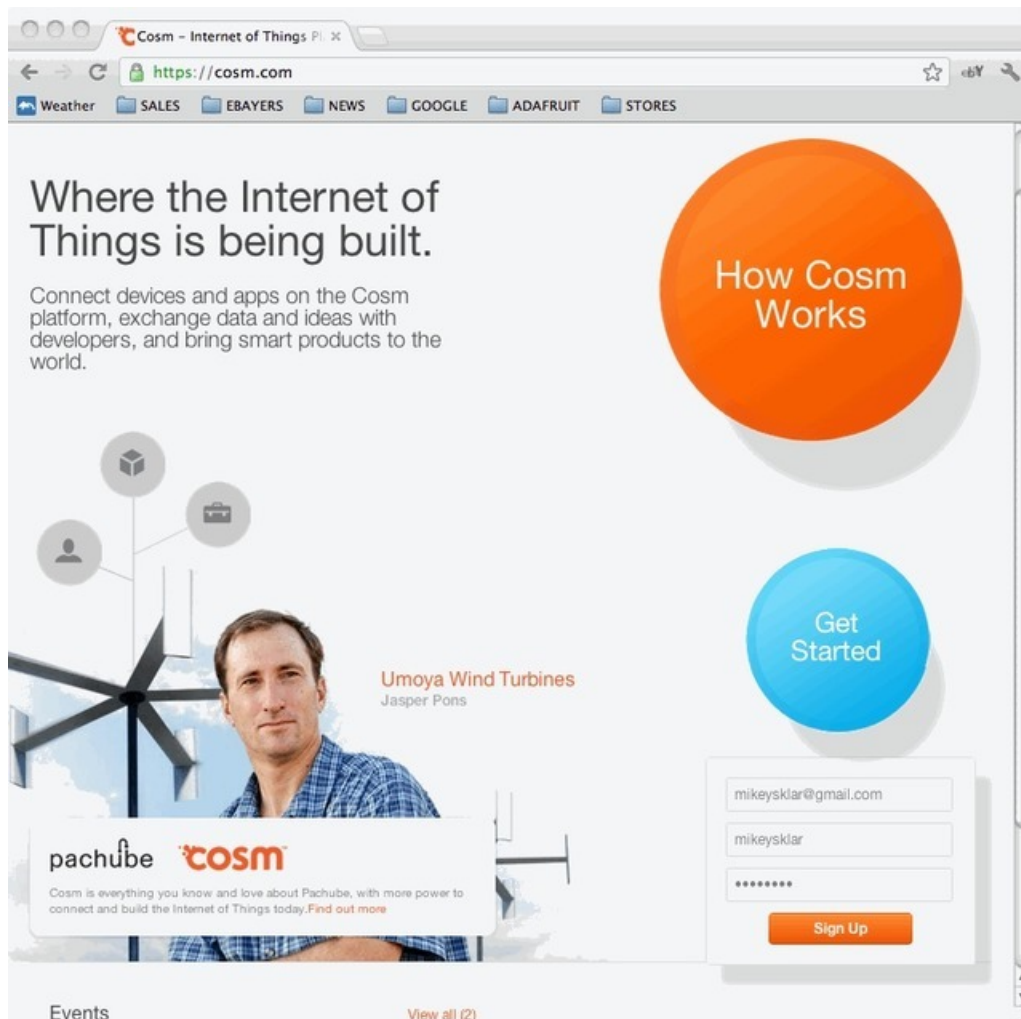 Cosm – Internet of Things Pl
https://cosm.com
ebY
Weather SALES EBAYERS NEWS GOOGLE ADAFRUIT STORES
Where the Internet of
Things is being built.
Connect devices and apps on the Cosm
platform, exchange data and ideas with
developers, and bring smart products to the
world.
How Cosm
Works
Get
Started
Umoya Wind Turbines
Jasper Pons
mikeysklar@gmail.com
mikeysklar
••••••••
Sign Up
pachube cosm
Cosm is everything you know and love about Pachube, with more power to
connect and build the Internet of Things today.Find out more
Events View all (2)